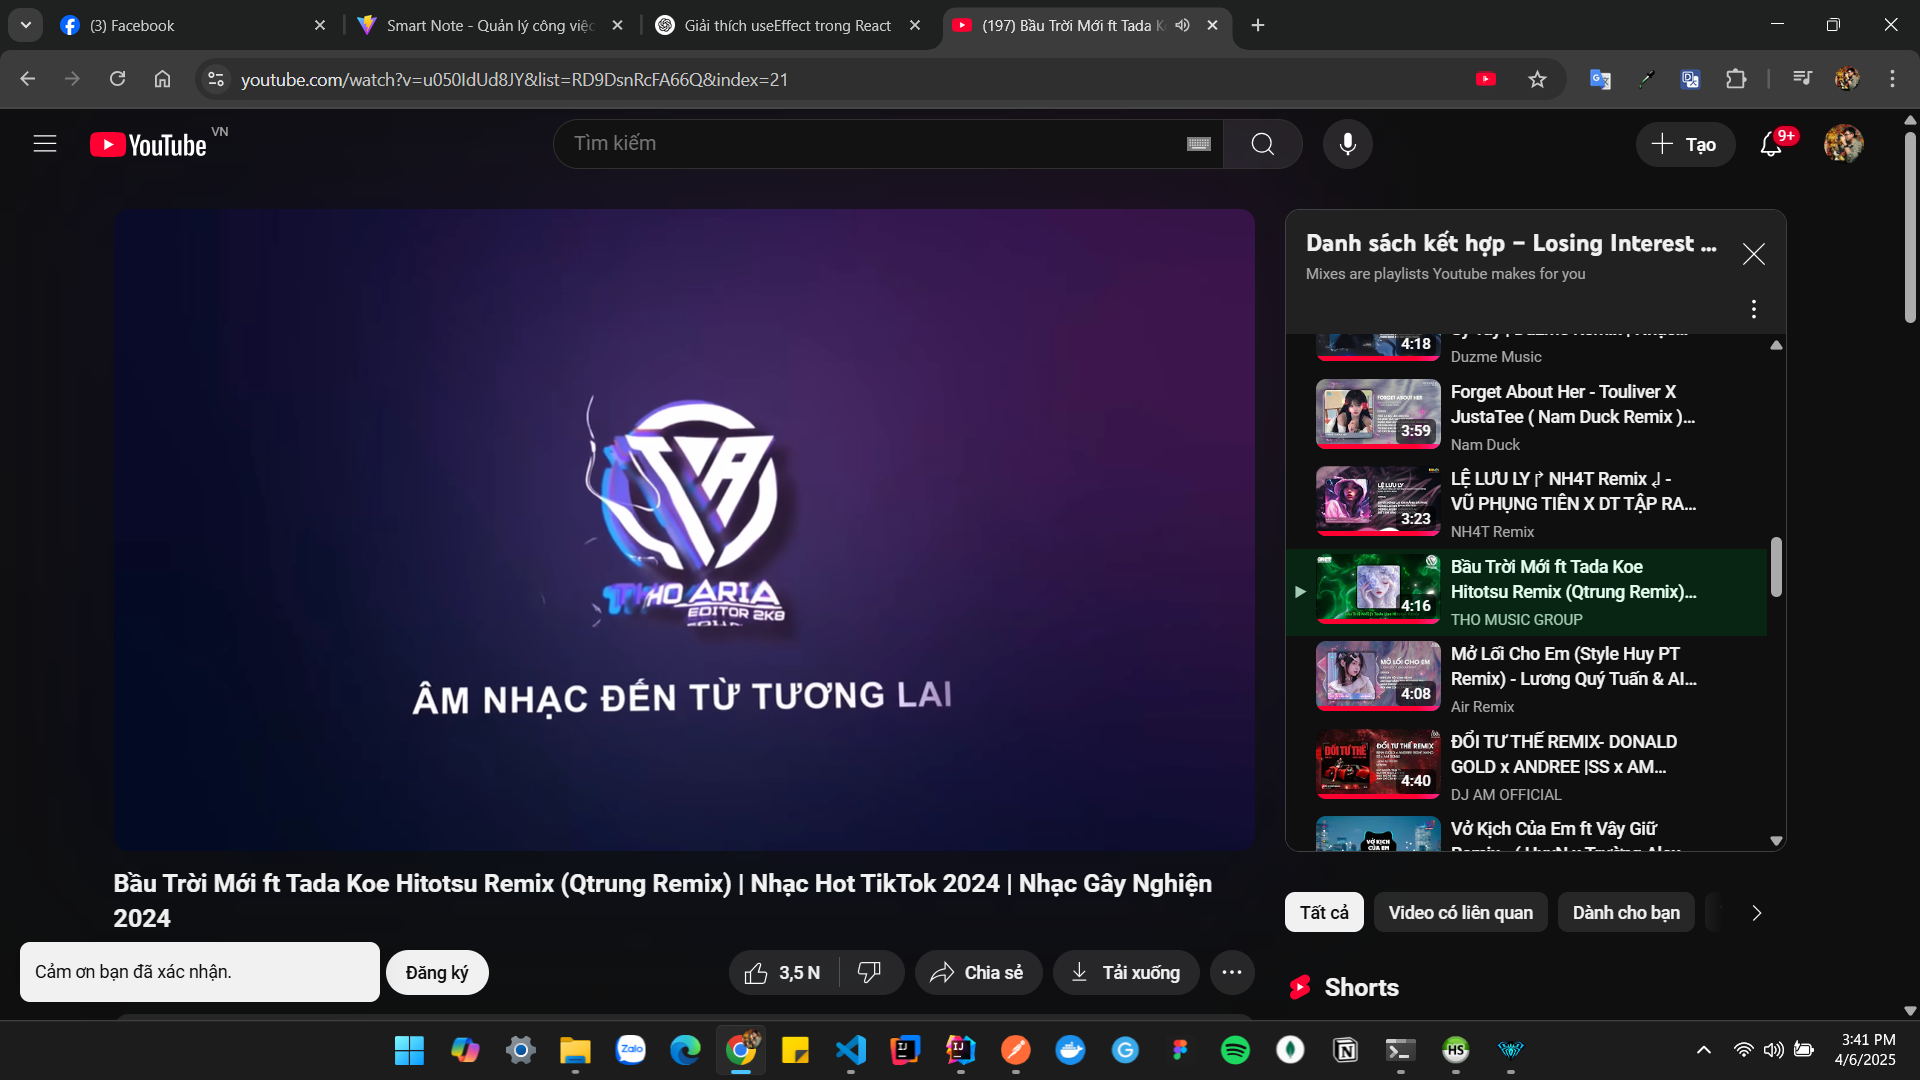 (3) Facebook
Smart Note - Quản lý công việc
Giải thích useEffect trong React
(197) Bầu Trời Mới ft Tada K
youtube.com/watch?v=u050IdUd8JY&list=RD9DsnRcFA66Q&index=21
YouTube VN
Tìm kiếm
Tạo
9+
THO ARIA
EDITOR 2K8
ÂM NHẠC ĐẾN TỪ TƯƠNG LAI
Danh sách kết hợp – Losing Interest ...
Mixes are playlists Youtube makes for you
4:18
Duzme Music
Forget About Her - Touliver X
JustaTee ( Nam Duck Remix )...
3:59
Nam Duck
LỆ LƯU LY
NH4T Remix
-
VŨ PHỤNG TIÊN X DT TẬP RA...
3:23
NH4T Remix
Bầu Trời Mới ft Tada Koe
Hitotsu Remix (Qtrung Remix)...
4:16
THO MUSIC GROUP
Mở Lối Cho Em (Style Huy PT
Remix) - Lương Quý Tuấn & AI...
4:08
Air Remix
ĐỔI TƯ THẾ REMIX- DONALD
GOLD x ANDREE |SS x AM...
4:40
DJ AM OFFICIAL
Vở Kịch Của Em ft Vây Giữ
Bầu Trời Mới ft Tada Koe Hitotsu Remix (Qtrung Remix) | Nhạc Hot TikTok 2024 | Nhạc Gây Nghiện
2024
Cảm ơn bạn đã xác nhận.
Đăng ký
3,5 N
Chia sẻ
Tải xuống
Tất cả
Video có liên quan
Dành cho bạn
Shorts
Zalo
3:41 PM
4/6/2025